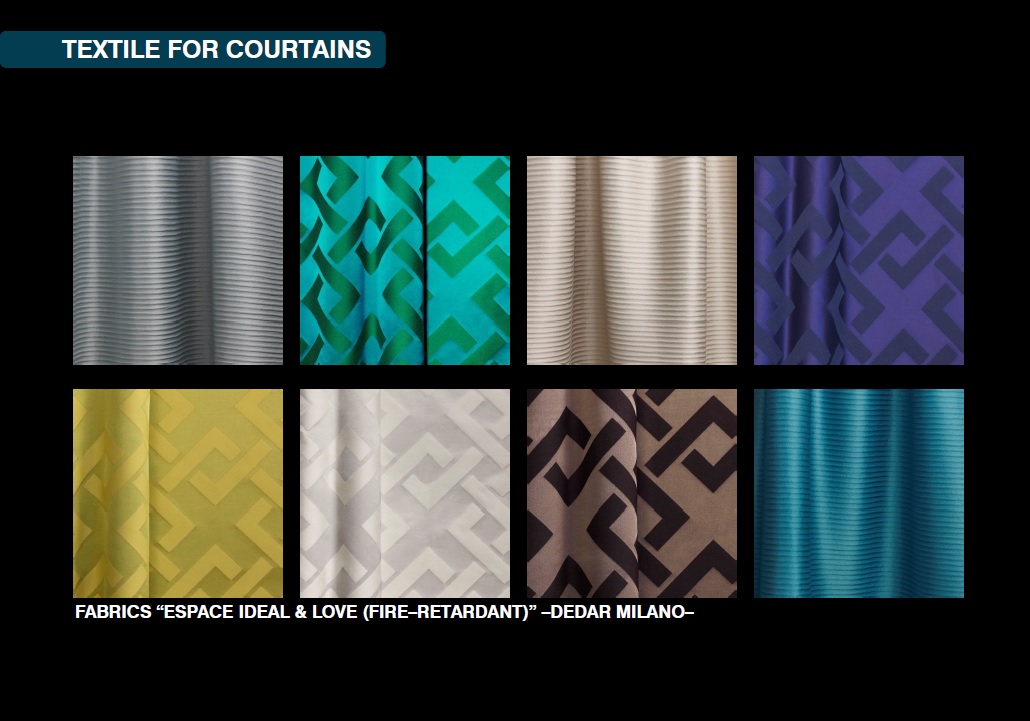 TEXTILE FOR COURTAINS
FABRICS “ESPACE IDEAL & LOVE (FIRE–RETARDANT)” –DEDAR MILANO–